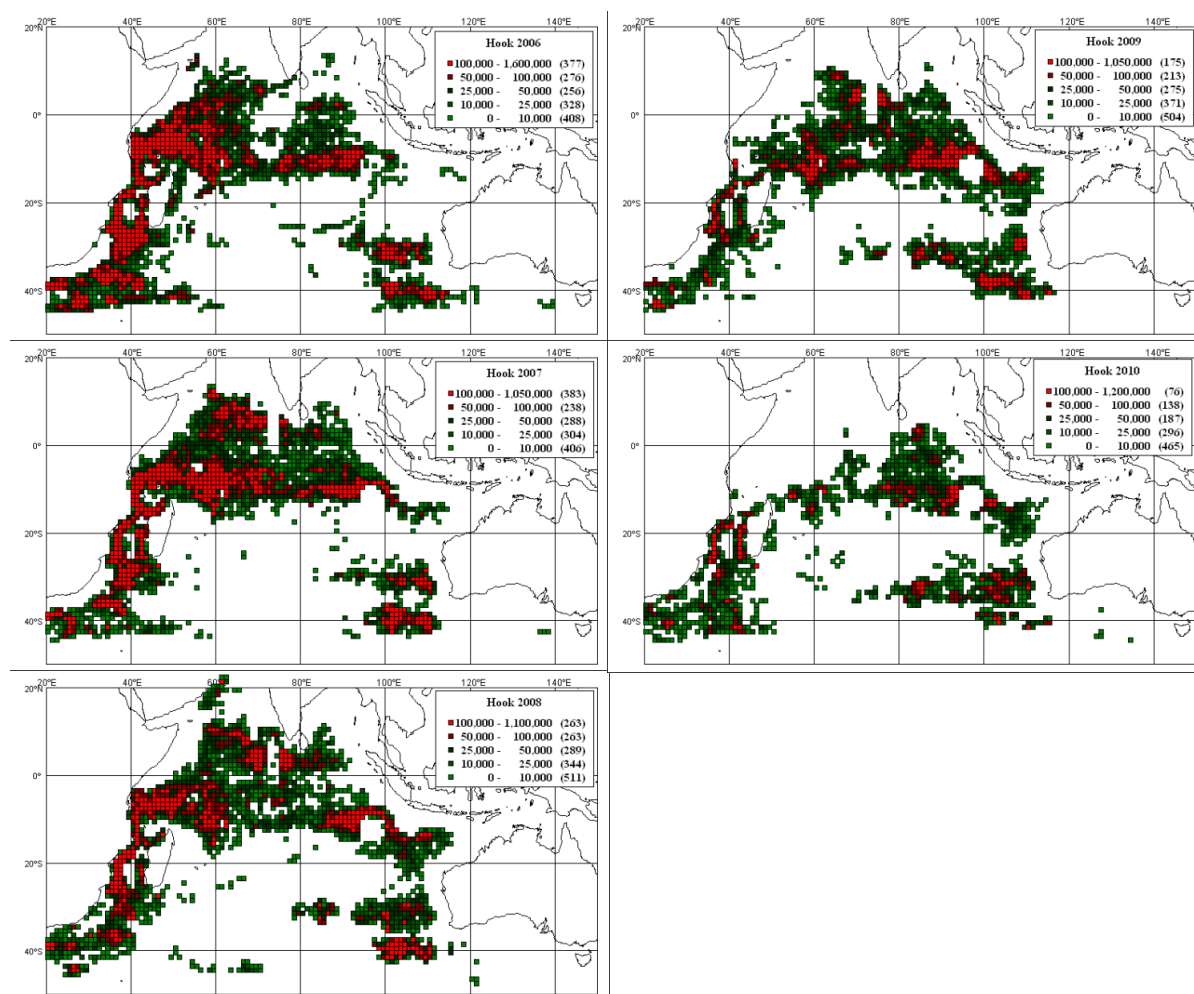 20°E 40°E 60°E 80°E 100°E 120°E 140°E
20°N
0°
20°S
40°S
Hook 2006
100,000 - 1,600,000 (377)
50,000 - 100,000 (276)
25,000 - 50,000 (256)
10,000 - 25,000 (328)
0 - 10,000 (408)
20°E 40°E 60°E 80°E 100°E 120°E 140°E
20°N
0°
20°S
40°S
Hook 2009
100,000 - 1,050,000 (175)
50,000 - 100,000 (213)
25,000 - 50,000 (275)
10,000 - 25,000 (371)
0 - 10,000 (504)
20°E 40°E 60°E 80°E 100°E 120°E 140°E
20°N
0°
20°S
40°S
Hook 2007
100,000 - 1,050,000 (383)
50,000 - 100,000 (238)
25,000 - 50,000 (288)
10,000 - 25,000 (304)
0 - 10,000 (406)
20°E 40°E 60°E 80°E 100°E 120°E 140°E
20°N
0°
20°S
40°S
Hook 2010
100,000 - 1,200,000 (76)
50,000 - 100,000 (138)
25,000 - 50,000 (187)
10,000 - 25,000 (296)
0 10,000 (465)
20°E 40°E 60°E 80°E 100°E 120°E 140°E
20°N
0°
20°S
40°S
Hook 2008
100,000 - 1,100,000 (263)
50,000 - 100,000 (263)
25,000 - 50,000 (289)
10,000 - 25,000 (344)
0 - 10,000 (511)